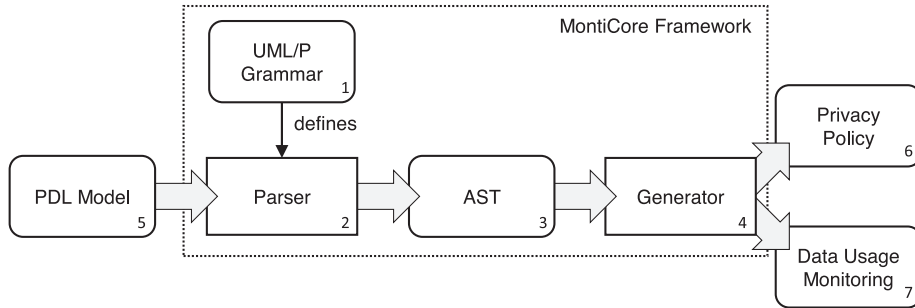 MontiCore Framework
UML/P
Grammar
1
defines
PDL Model
5
Parser
2
AST
3
Generator
4
Privacy
Policy
6
Data Usage
Monitoring
7